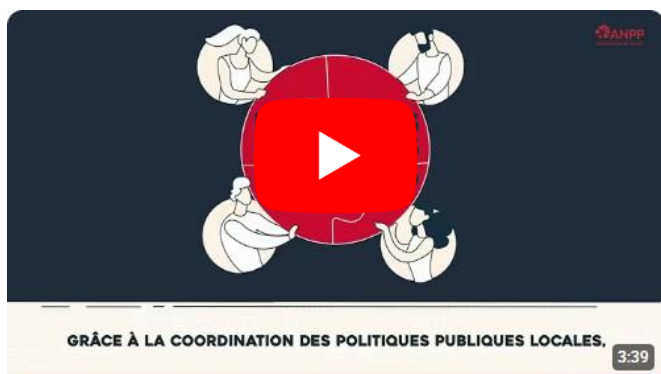 ANPP
GRÂCE À LA COORDINATION DES POLITIQUES PUBLIQUES LOCALES,
3:39